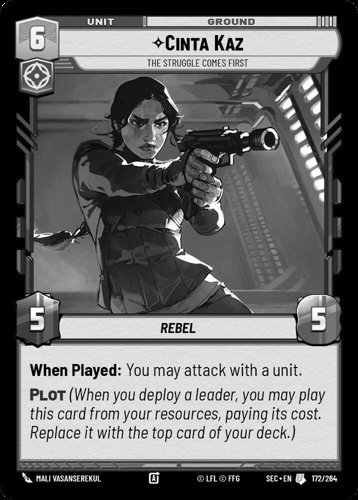 UNIT
GROUND
6
✧CINTA KAZ
THE STRUGGLE COMES FIRST
5
5
REBEL
When Played: You may attack with a unit.
PLOT (When you deploy a leader, you may play
this card from your resources, paying its cost.
Replace it with the top card of your deck.)
MALI VASANSEREKUL
© LFL © FFG
SEC • EN
172/264